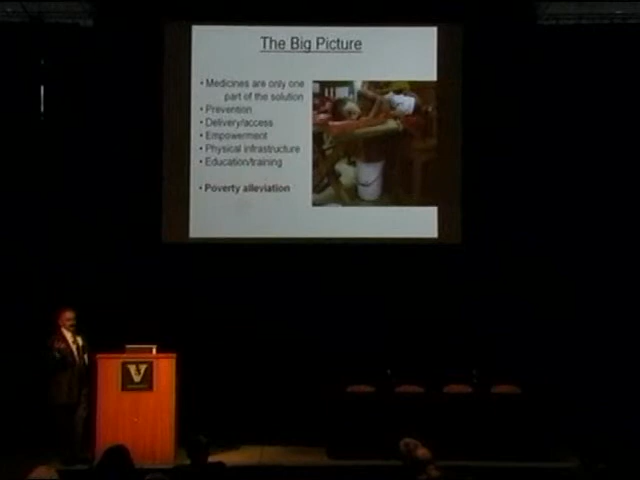 The Big Picture
• Medicines are only one
part of the solution
• Prevention
• Delivery/access
• Empowerment
• Physical infrastructure
• Education/training
• Poverty alleviation
V